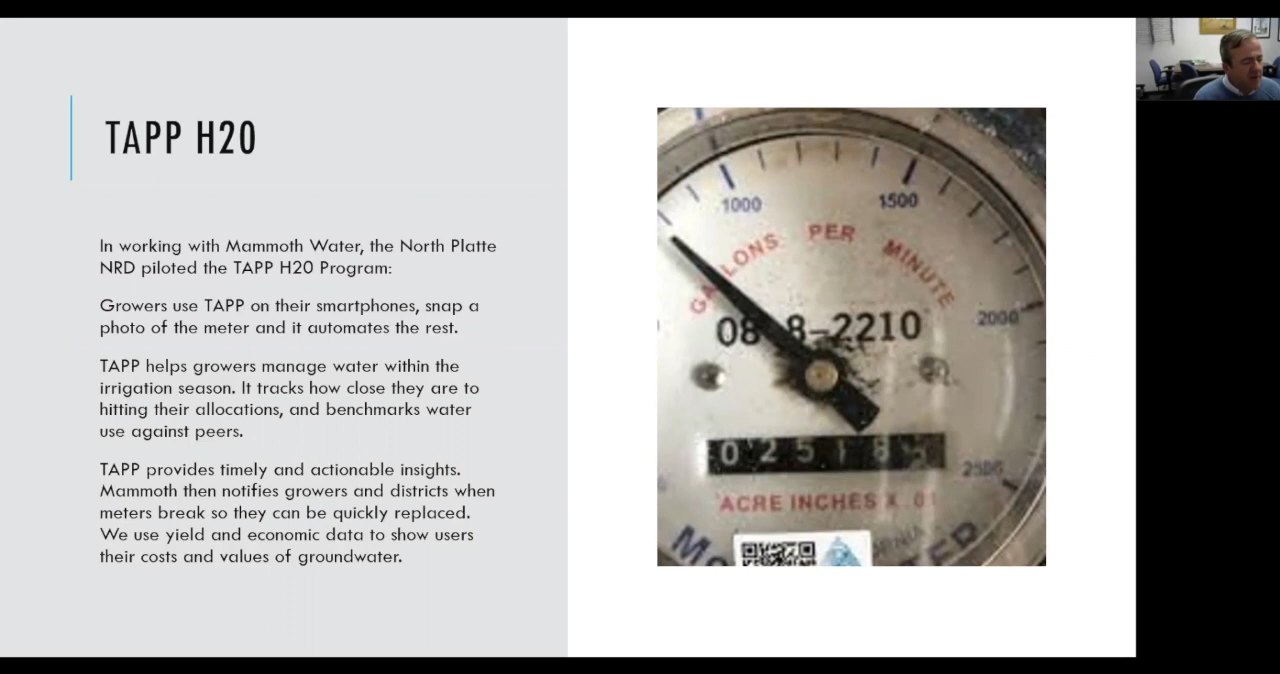 TAPP H20
In working with Mammoth Water, the North Platte
NRD piloted the TAPP H20 Program:
Growers use TAPP on their smartphones, snap a
photo of the meter and it automates the rest.
TAPP helps growers manage water within the
irrigation season. It tracks how close they are to
hitting their allocations, and benchmarks water
use against peers.
TAPP provides timely and actionable insights.
Mammoth then notifies growers and districts when
meters break so they can be quickly replaced.
We use yield and economic data to show users
their costs and values of groundwater.
1000
1500
GALLONS PER MINUTE
2000
2500
ACRE INCHES X .01